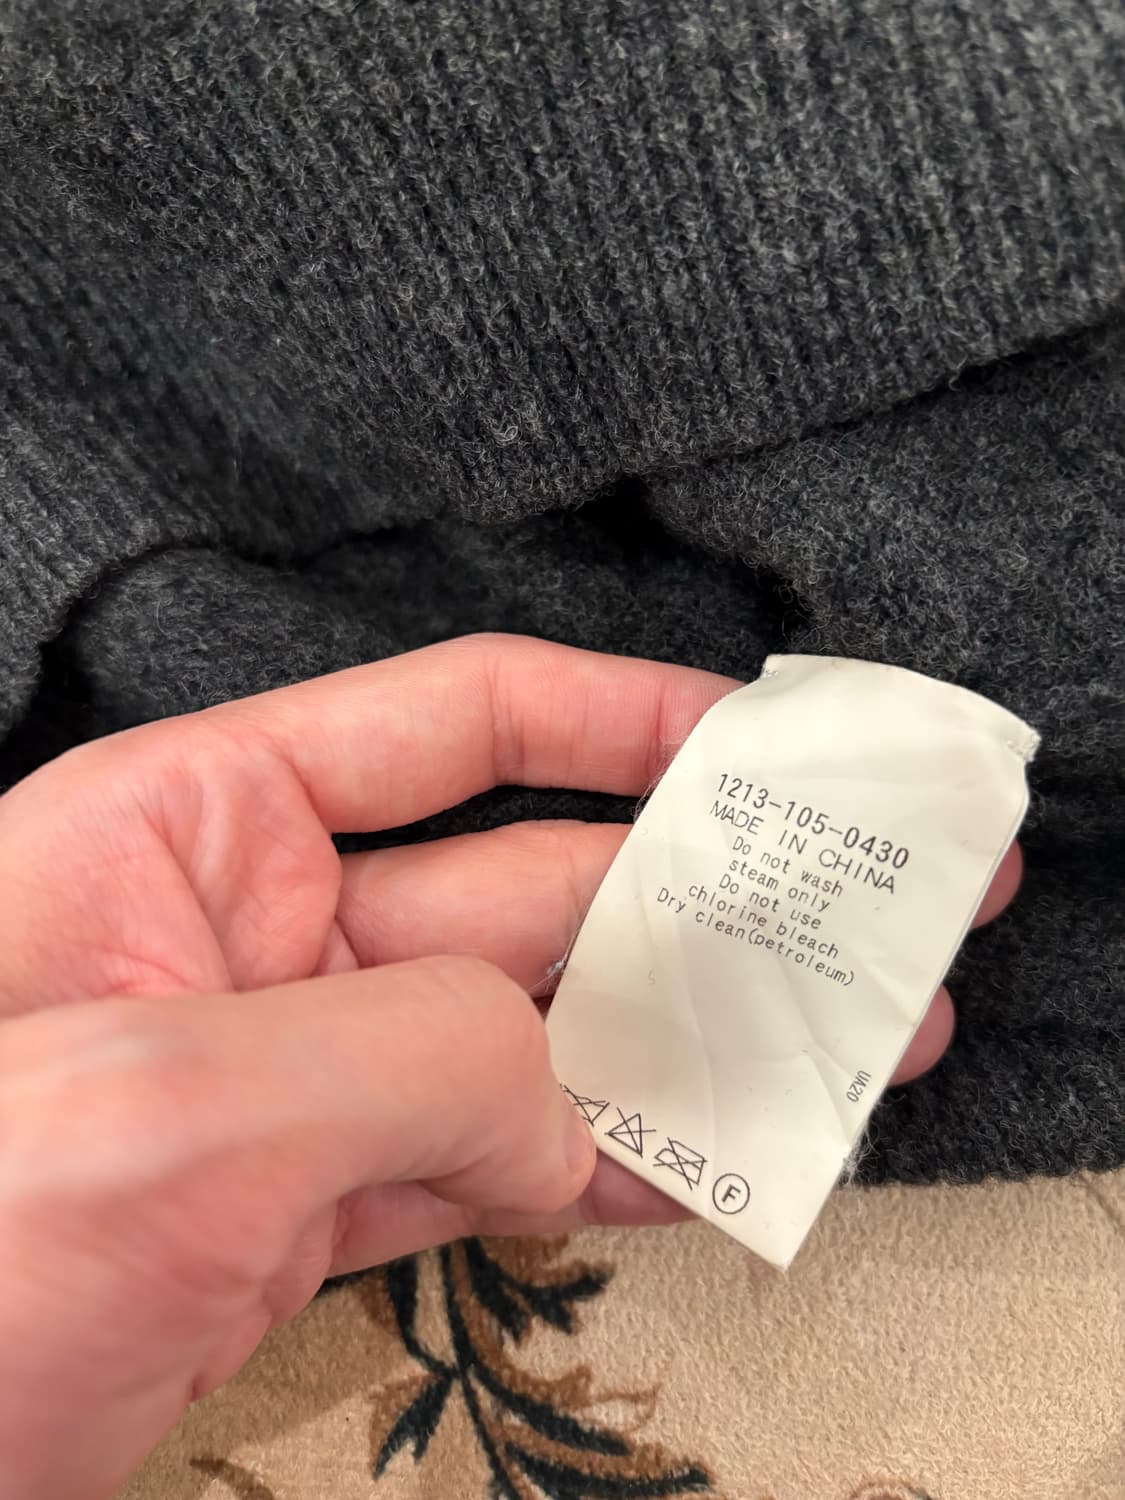 1213-105-0430
MADE IN CHINA
Do not wash
steam only
Do not use
chlorine bleach
Dry clean(petroleum)
UA20
F